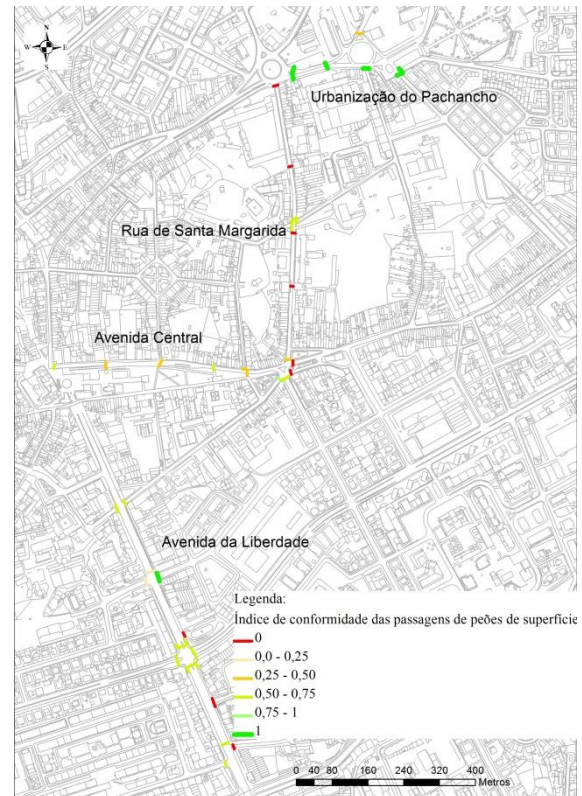 N
W E
S
Urbanização do Pachancho
Rua de Santa Margarida
Avenida Central
Avenida da Liberdade
Legenda:
Índice de conformidade das passagens de peões de superfície
0
0,0 - 0,25
0,25 - 0,50
0,50 - 0,75
0,75 - 1
1
0 40 80 160 240 320 400
Metros